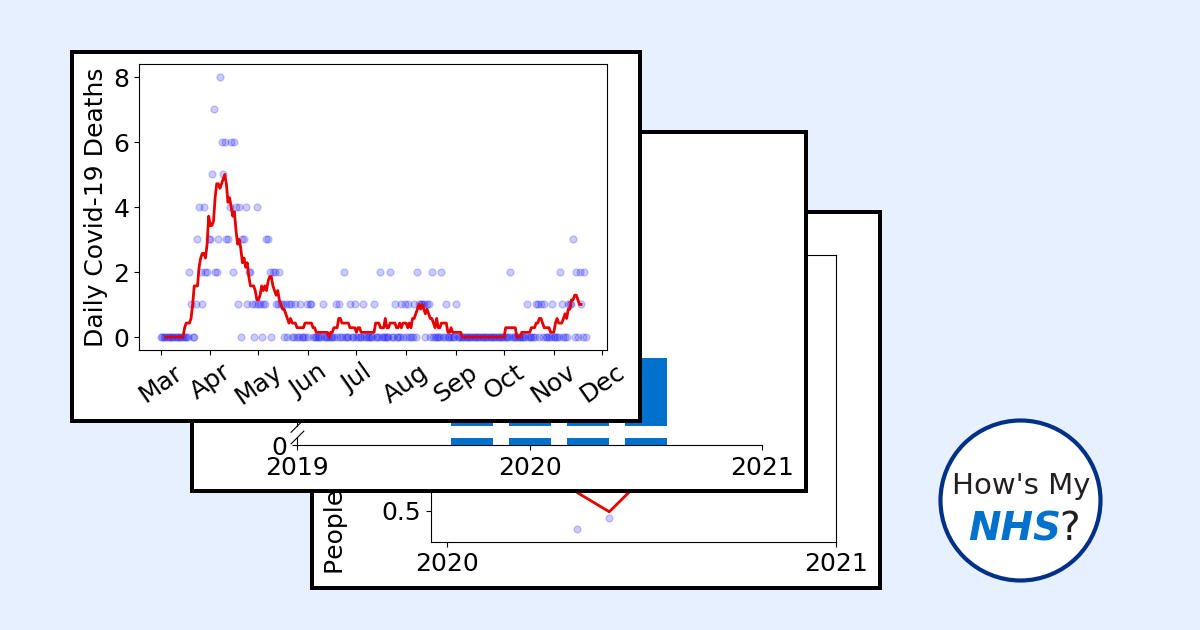 Daily Covid-19 Deaths
8
6
4
2
0
Mar Apr May Jun Jul Aug Sep Oct Nov Dec
0
2019 2020 2021
People
0.5
2020 2021
How's My
NHS?